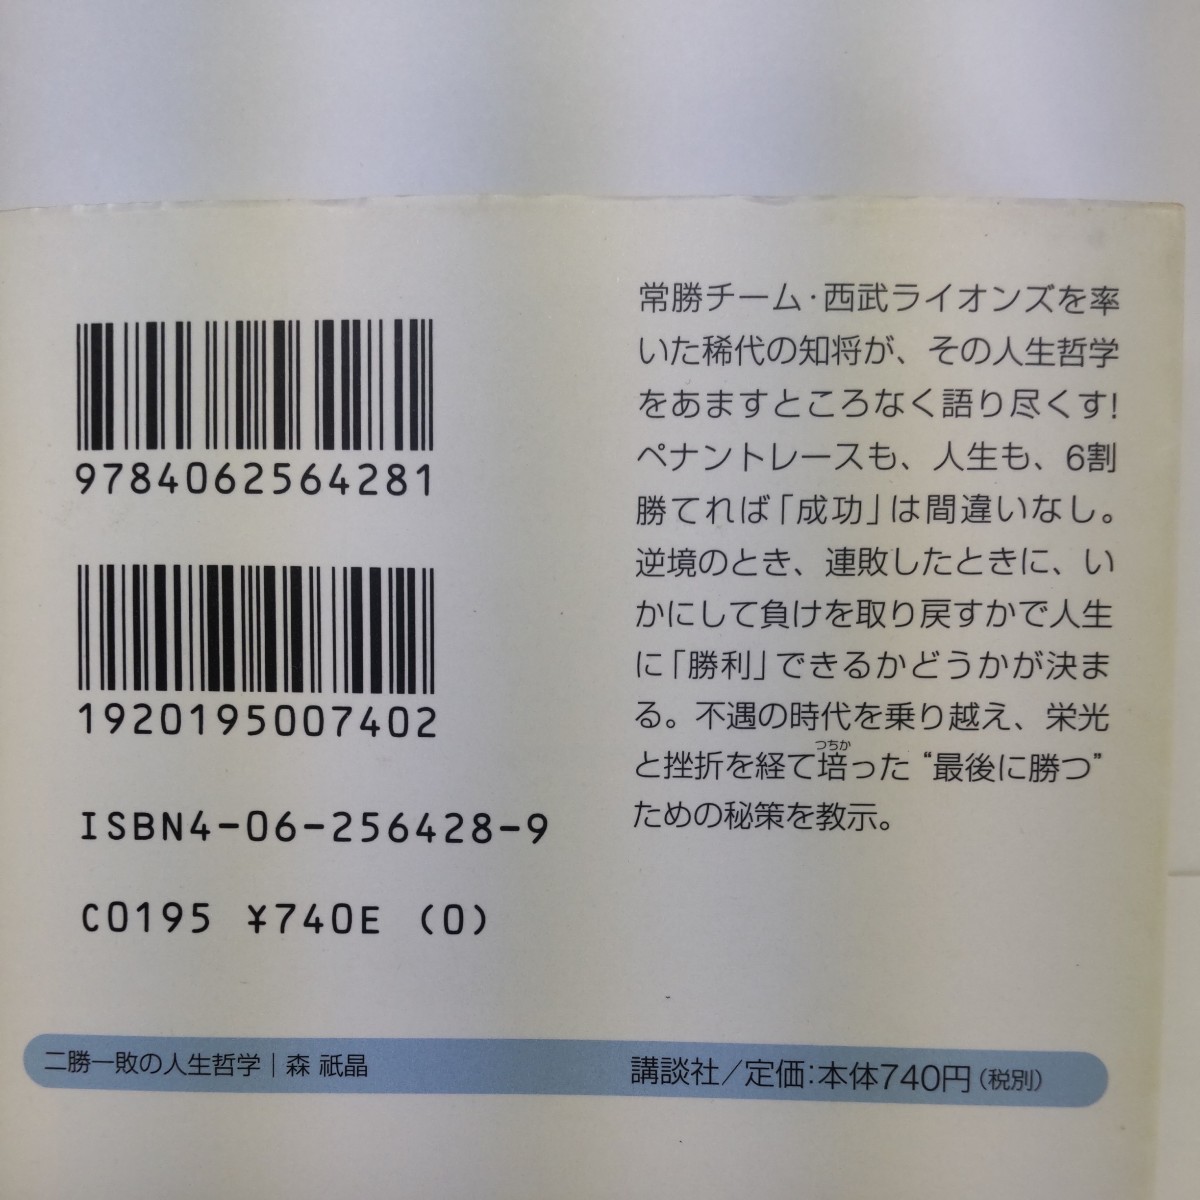 9784062564281
1920195007402
ISBN4-06-256428-9
C0195 ¥740E (0)
常勝チーム・西武ライオンズを率
いた稀代の知将が、その人生哲学
をあますところなく語り尽くす!
ペナントレースも、人生も、6割
勝てれば「成功」は間違いなし。
逆境のとき、連敗したときに、い
かにして負けを取り戻すかで人生
に「勝利」できるかどうかが決ま
る。不遇の時代を乗り越え、栄光
つちか
と挫折を経て培った“最後に勝つ”
ための秘策を教示。
二勝一敗の人生哲学|森 祇晶
講談社/定価:本体740円(税別)